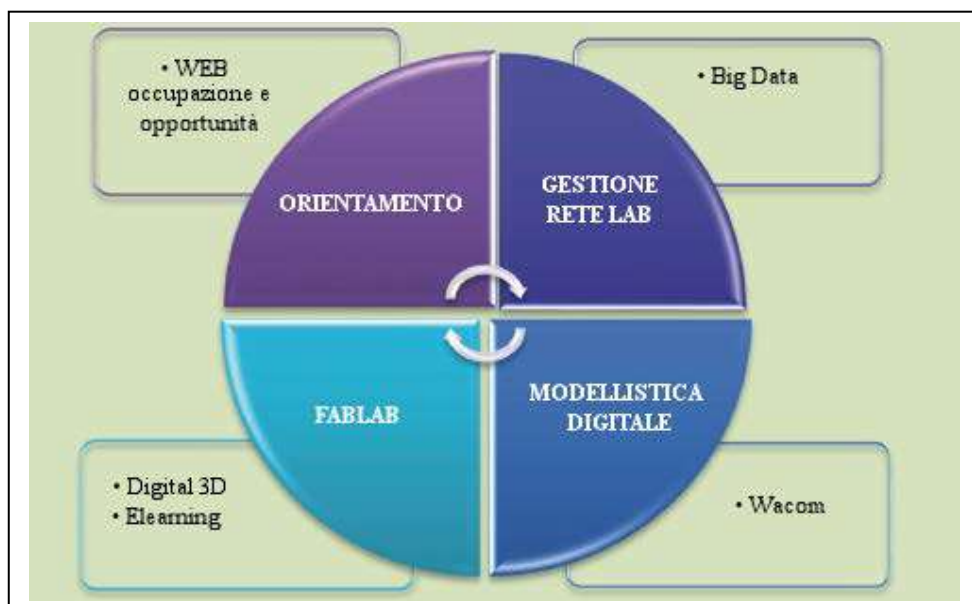 • WEB
occupazione e
opportunità
• Big Data
ORIENTAMENTO
GESTIONE
RETE LAB
FABLAB
MODELLISTICA
DIGITALE
• Digital 3D
• Elearning
• Wacom